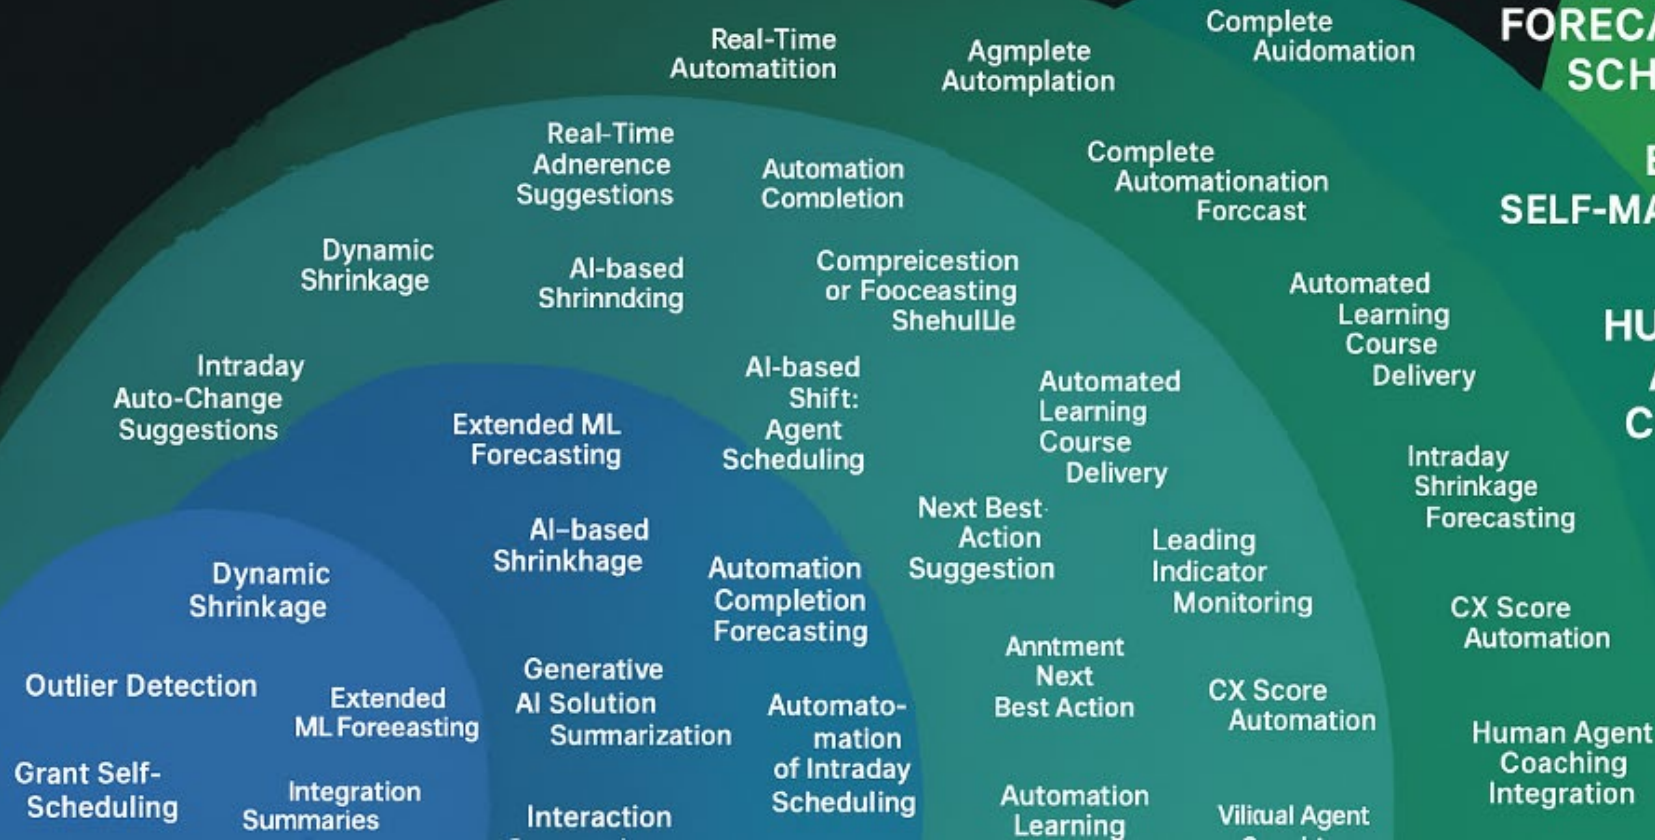 Real-Time
Automatition
Agmplete
Automplation
Complete
Auidomation
FORECA
SCH
Real-Time
Adnerence
Suggestions
Automation
Completion
Complete
Automationation
Forccast
SELF-MA
Dynamic
Shrinkage
AI-based
Shrinndking
Compreicestion
or Fooceasting
Automated
Learning
Course
Delivery
HU
Intraday
Auto-Change
Suggestions
AI-based
Shift:
Agent
Scheduling
Automated
Learning
Course
Delivery
C
Extended ML
Forecasting
Intraday
Shrinkage
Forecasting
Next Best
Action
Suggestion
AI-based
Shrinkhage
Leading
Indicator
Monitoring
Dynamic
Shrinkage
Automation
Completion
Forecasting
CX Score
Automation
Anntment
Next
Best Action
Outlier Detection
Extended
ML Foreeasting
Generative
AI Solution
Summarization
Automato-
mation
of Intraday
Scheduling
CX Score
Automation
Human Agent
Coaching
Integration
Grant Self-
Scheduling
Integration
Summaries
Interaction
Automation
Learning
Agent